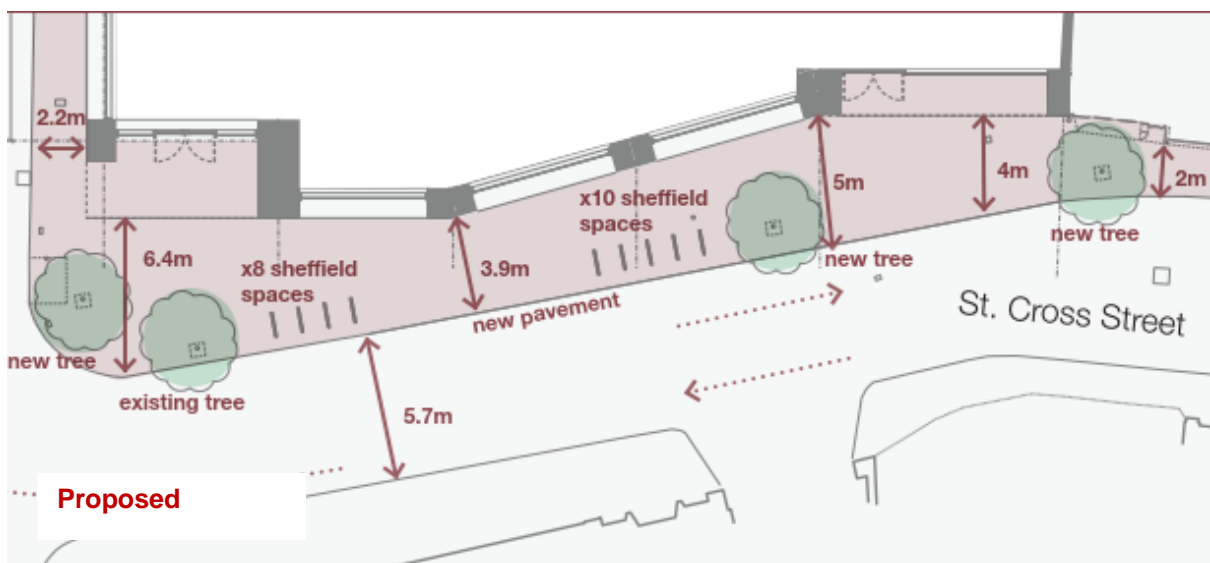 2.2m
6.4m
x8 sheffield
spaces
3.9m
x10 sheffield
spaces
5m
4m
2m
new tree
existing tree
new pavement
new tree
new tree
5.7m
St. Cross Street
Proposed